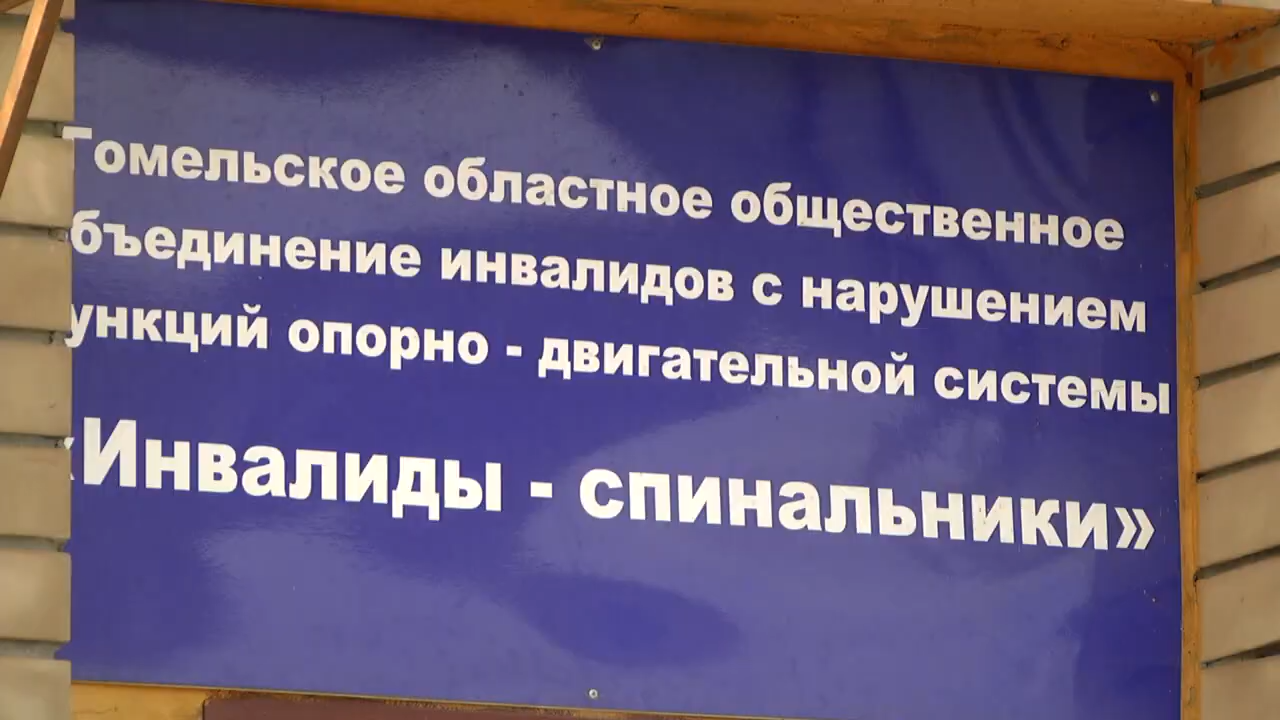 Гомельское областное общественное
объединение инвалидов с нарушением
функций опорно - двигательной системы
«Инвалиды - спинальники»